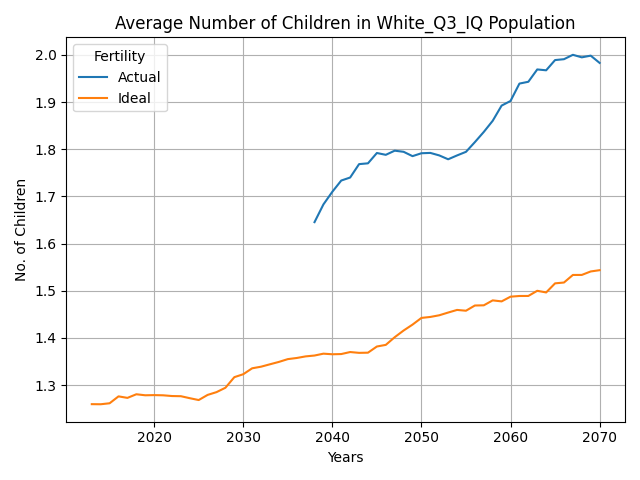 Average Number of Children in White_Q3_IQ Population
Fertility
Actual
Ideal
No. of Children
2.0
1.9
1.8
1.7
1.6
1.5
1.4
1.3
2020 2030 2040 2050 2060 2070
Years